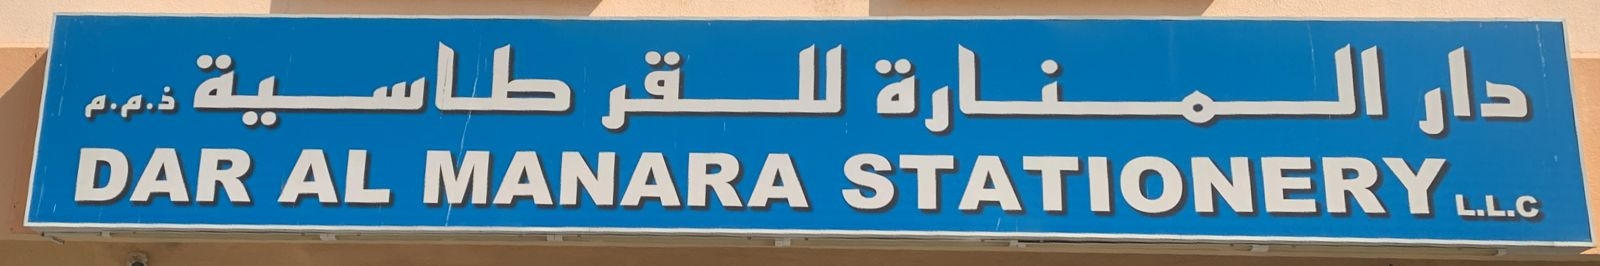 دار المنارة للقرطاسية ذ.م.م
DAR AL MANARA STATIONERY L.L.C